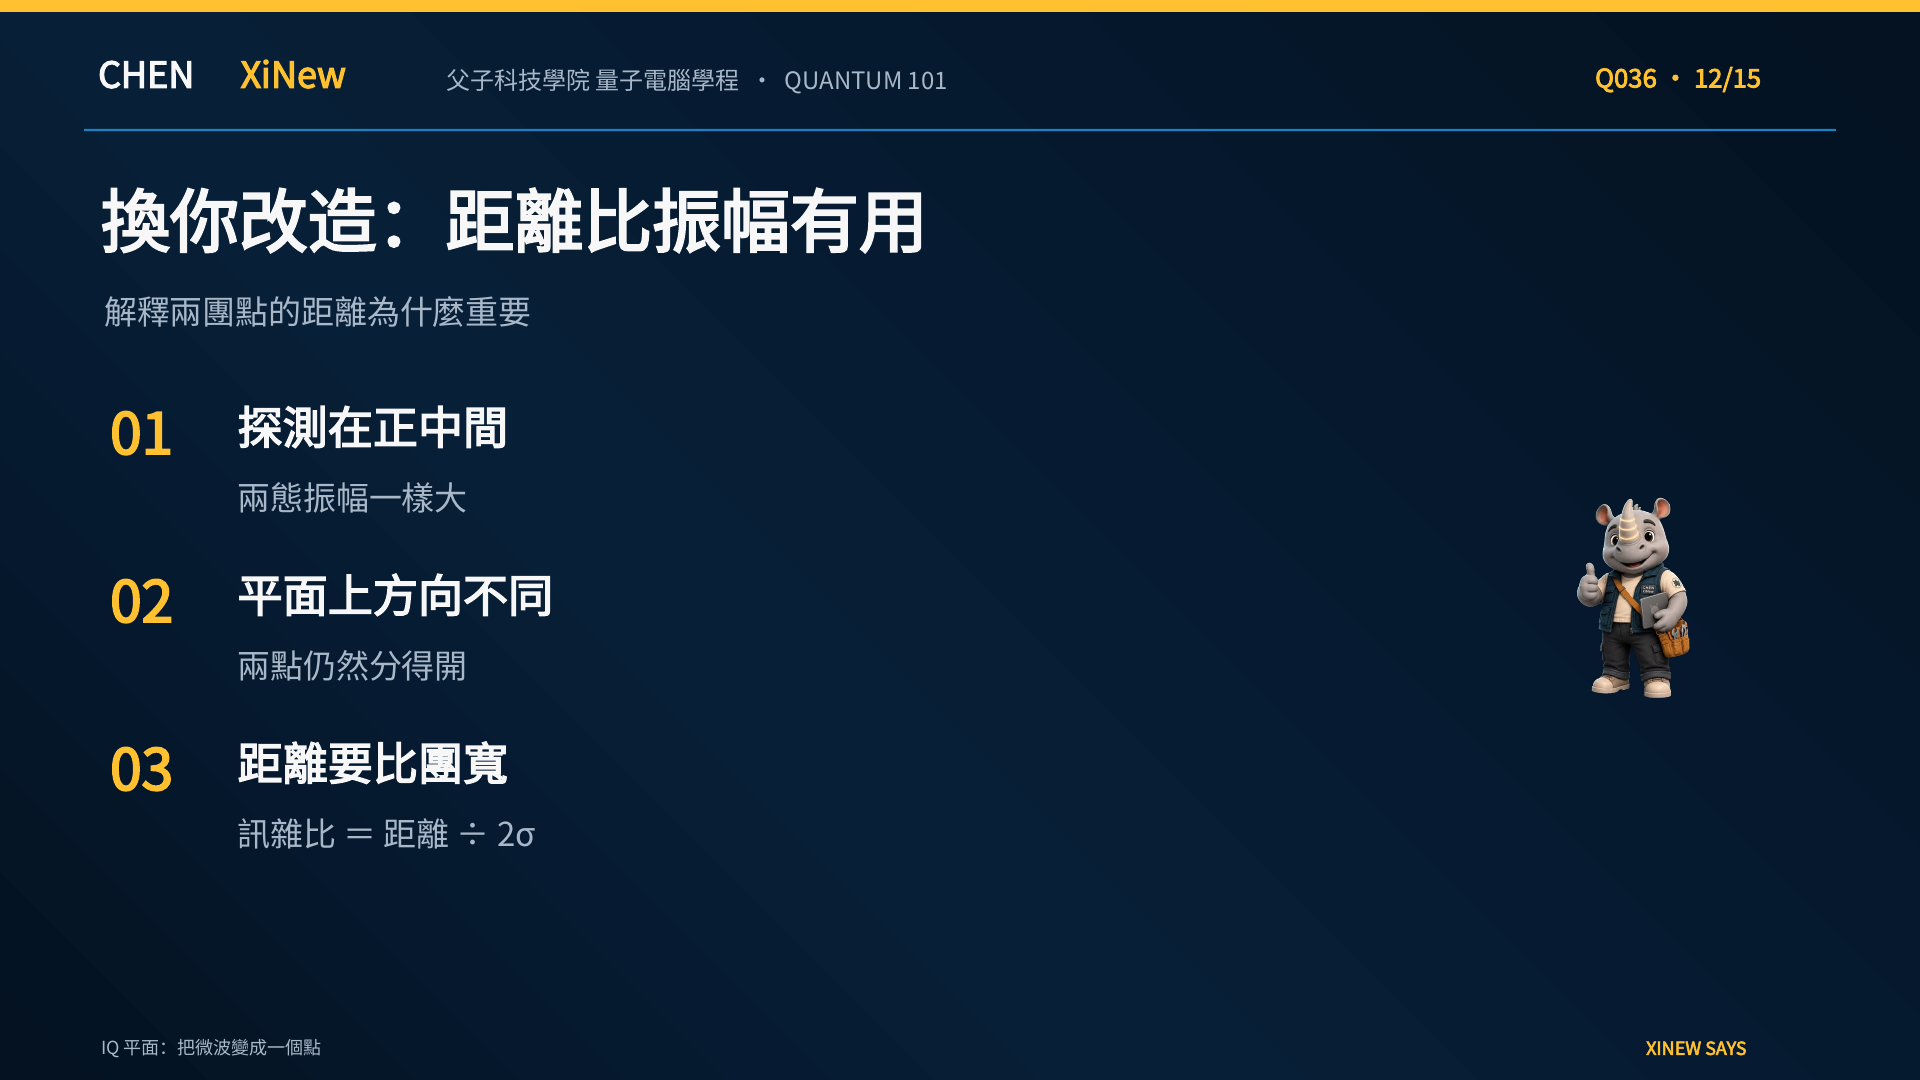 CHEN XiNew 父子科技學院 量子電腦學程 • QUANTUM 101 Q036 • 12/15
換你改造：距離比振幅有用
解釋兩團點的距離為什麼重要
01 探測在正中間
兩態振幅一樣大
02 平面上方向不同
兩點仍然分得開
03 距離要比團寬
訊雜比 ＝ 距離 ÷ 2σ
IQ 平面：把微波變成一個點 XINEW SAYS